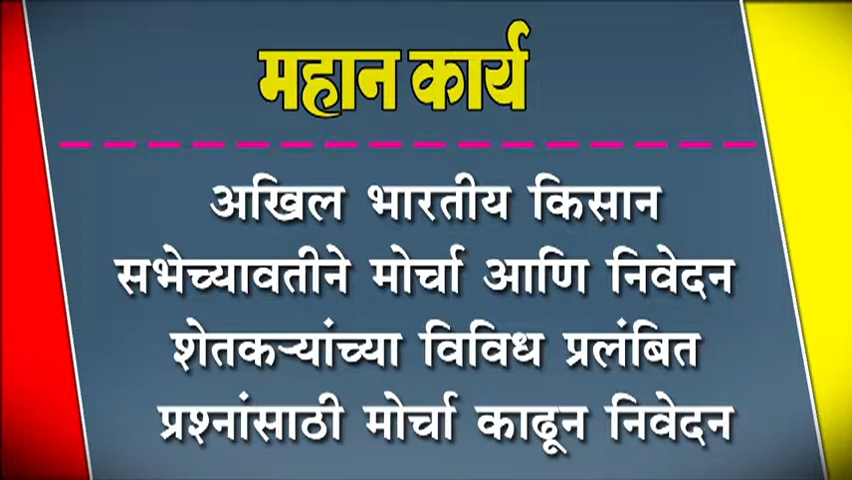 महान कार्य
अखिल भारतीय किसान
सभेच्यावतीने मोर्चा आणि निवेदन
शेतकऱ्यांच्या विविध प्रलंबित
प्रश्नांसाठी मोर्चा काढून निवेदन